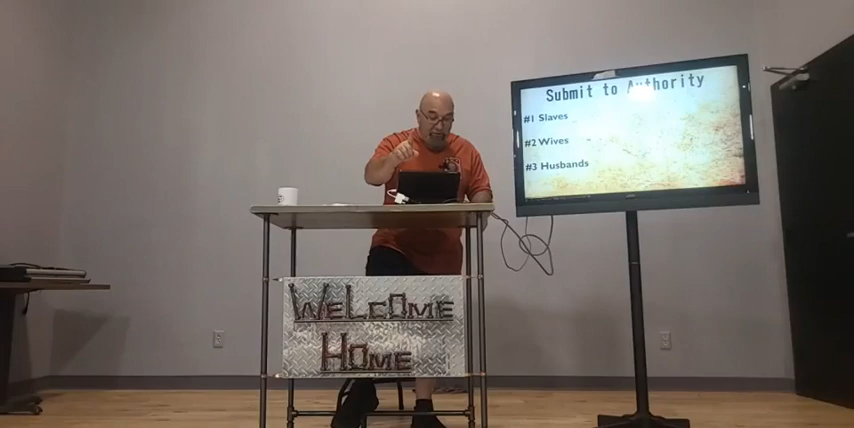 Submit to Authority
#1 Slaves
#2 Wives
#3 Husbands
WeLcOMe
HOMe